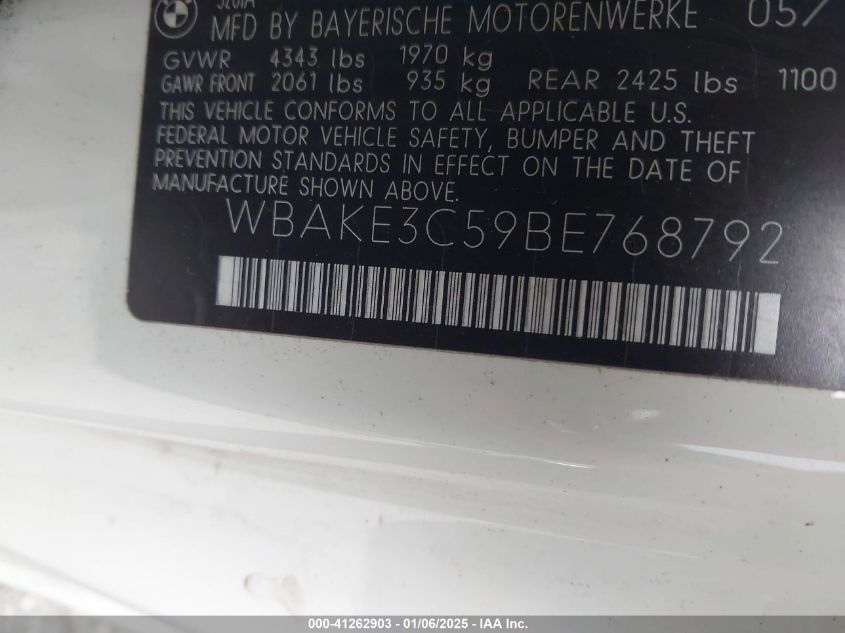 MFD BY BAYERISCHE MOTORENWERKE 05/
GVWR 4343 lbs 1970 kg
GAWR FRONT 2061 lbs 935 kg REAR 2425 lbs 1100
THIS VEHICLE CONFORMS TO ALL APPLICABLE U.S.
FEDERAL MOTOR VEHICLE SAFETY, BUMPER AND THEFT
PREVENTION STANDARDS IN EFFECT ON THE DATE OF
MANUFACTURE SHOWN ABOVE.
WBAKE3C59BE768792
000-41262903 - 01/06/2025 - IAA Inc.